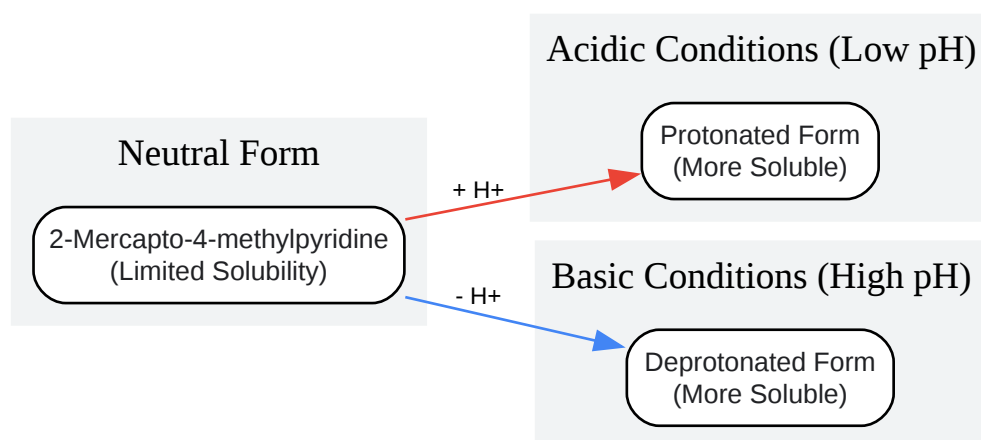 Acidic Conditions (Low pH)
Protonated Form
(More Soluble)
Neutral Form
+ H+
2-Mercapto-4-methylpyridine
(Limited Solubility)
- H+
Basic Conditions (High pH)
Deprotonated Form
(More Soluble)